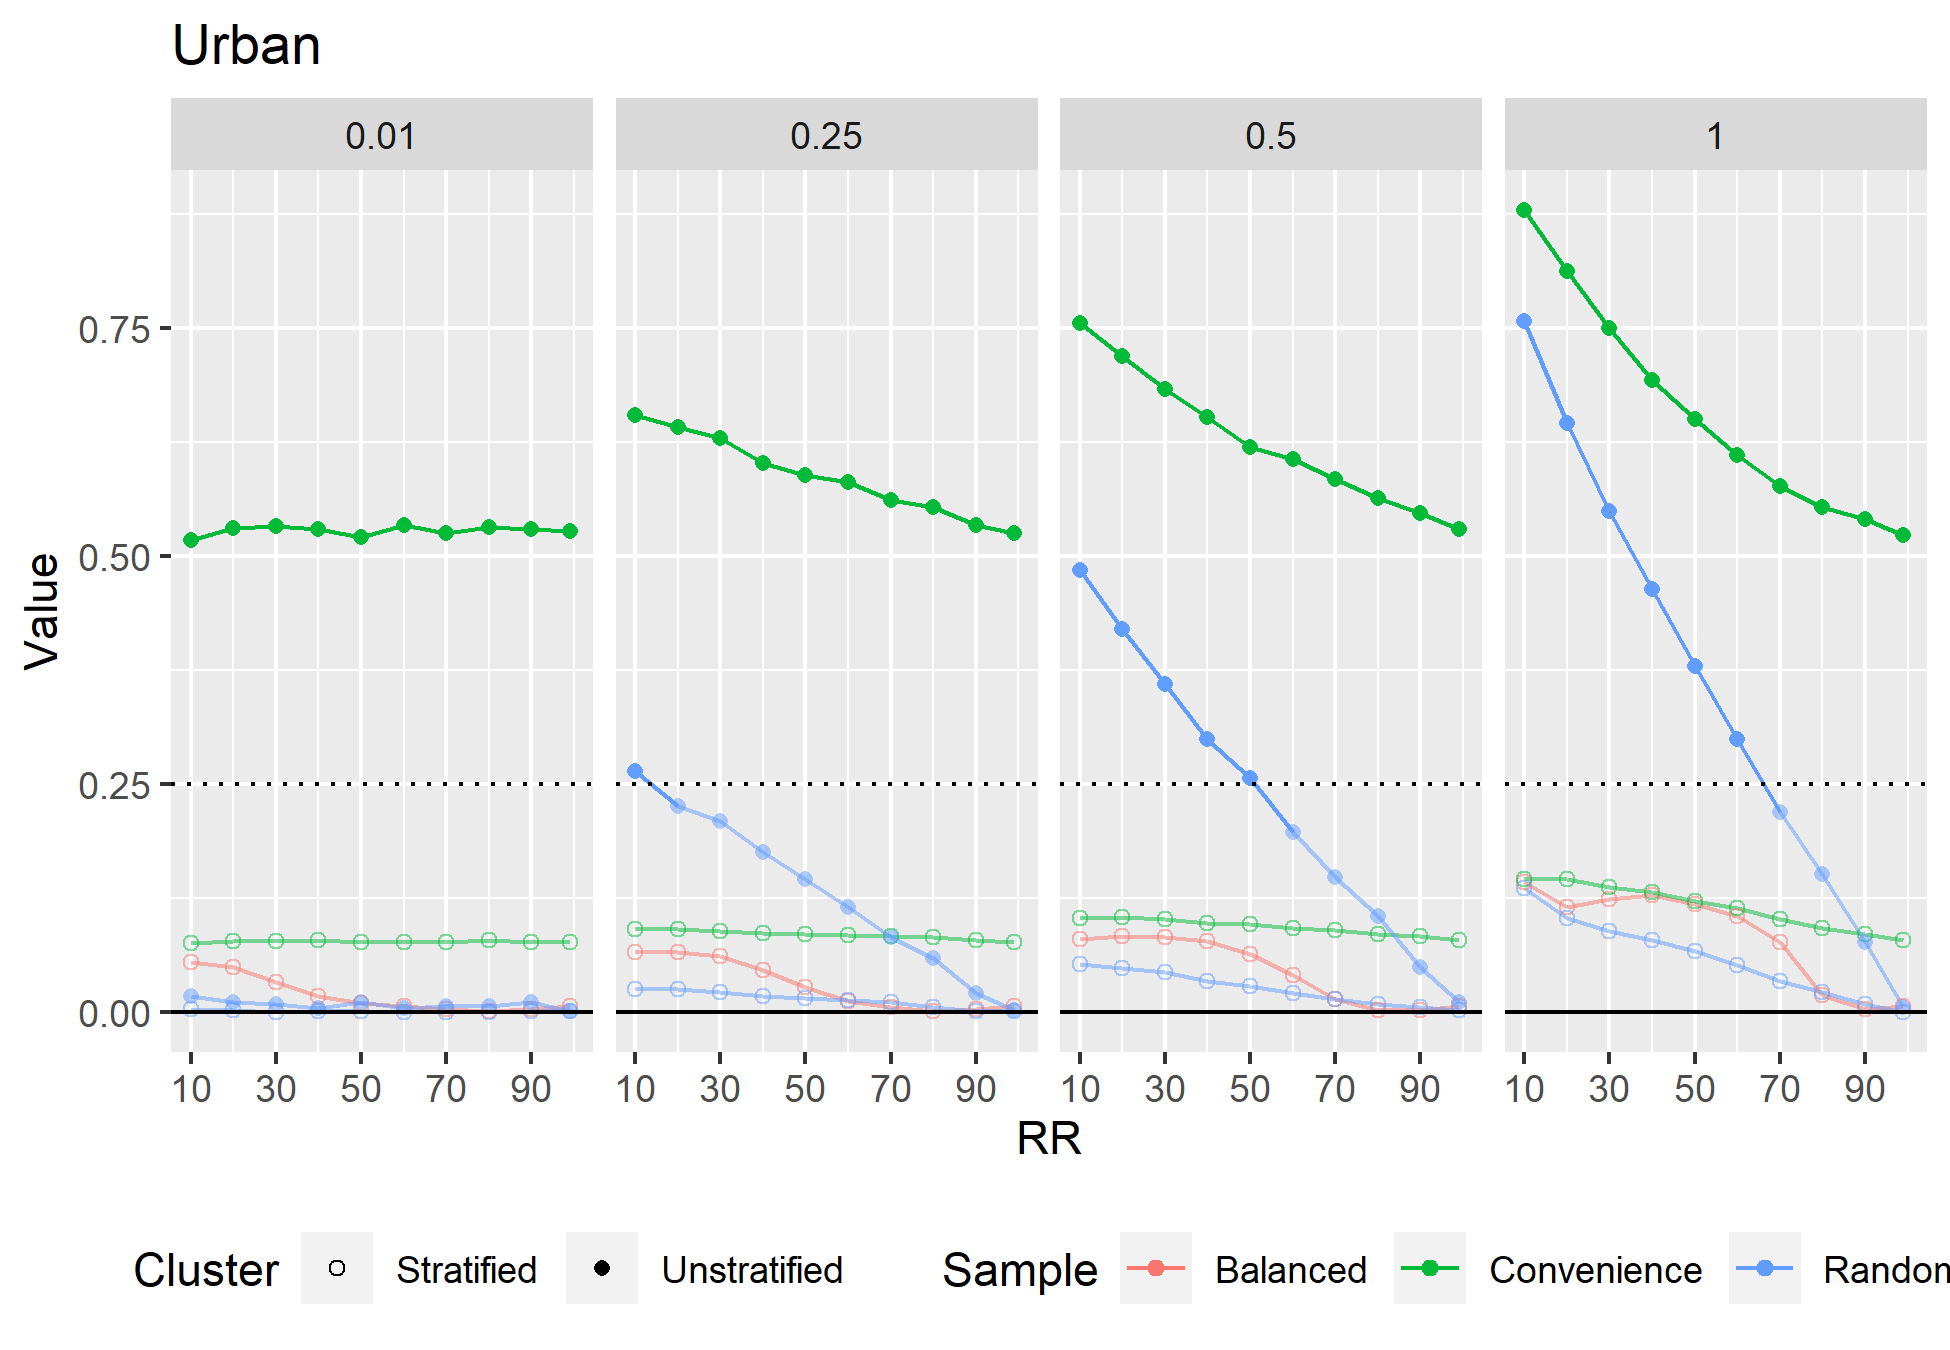 Urban
0.01 0.25 0.5 1
0.75
0.50
0.25
0.00
Value
10 30 50 70 90 10 30 50 70 90 10 30 50 70 90 10 30 50 70 90
RR
Cluster Stratified Unstratified Sample Balanced Convenience Randon